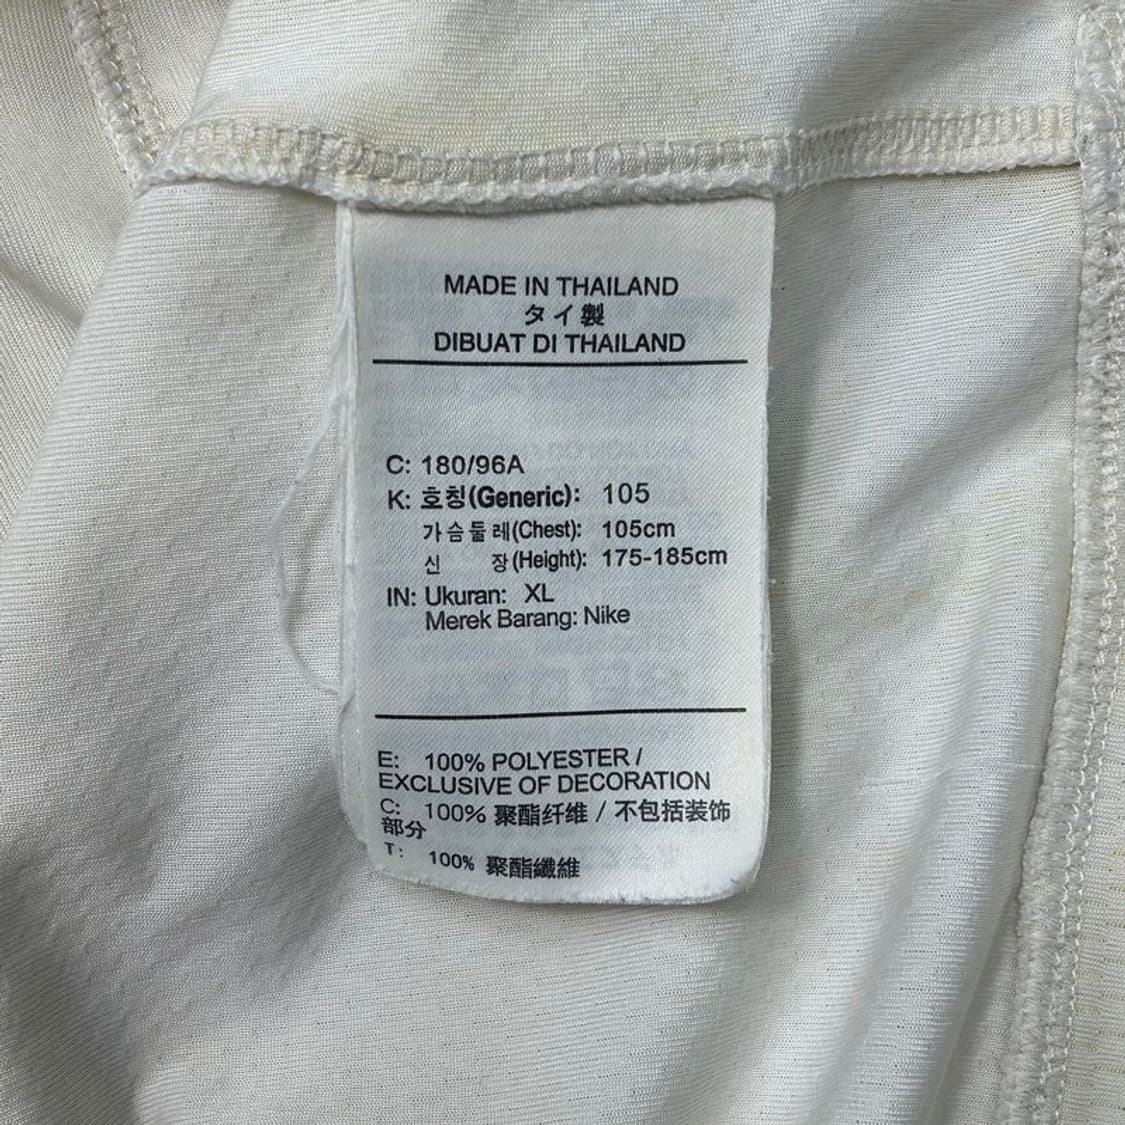 MADE IN THAILAND
タイ製
DIBUAT DI THAILAND
C: 180/96A
K: 호칭(Generic): 105
가슴둘레(Chest): 105cm
신 장(Height): 175-185cm
IN: Ukuran: XL
Merek Barang: Nike
E: 100% POLYESTER /
EXCLUSIVE OF DECORATION
C: 100% 聚酯纤维 / 不包括装饰
部分
T: 100% 聚酯纖維